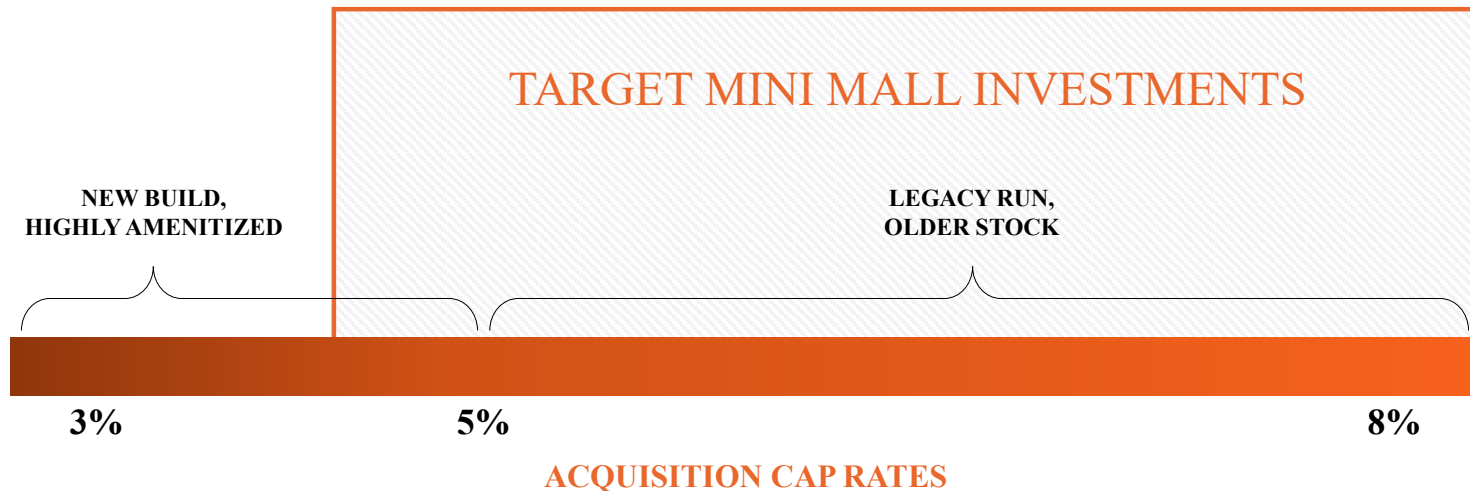 TARGET MINI MALL INVESTMENTS
NEW BUILD,
HIGHLY AMENITIZED
LEGACY RUN,
OLDER STOCK
3%
5%
8%
ACQUISITION CAP RATES